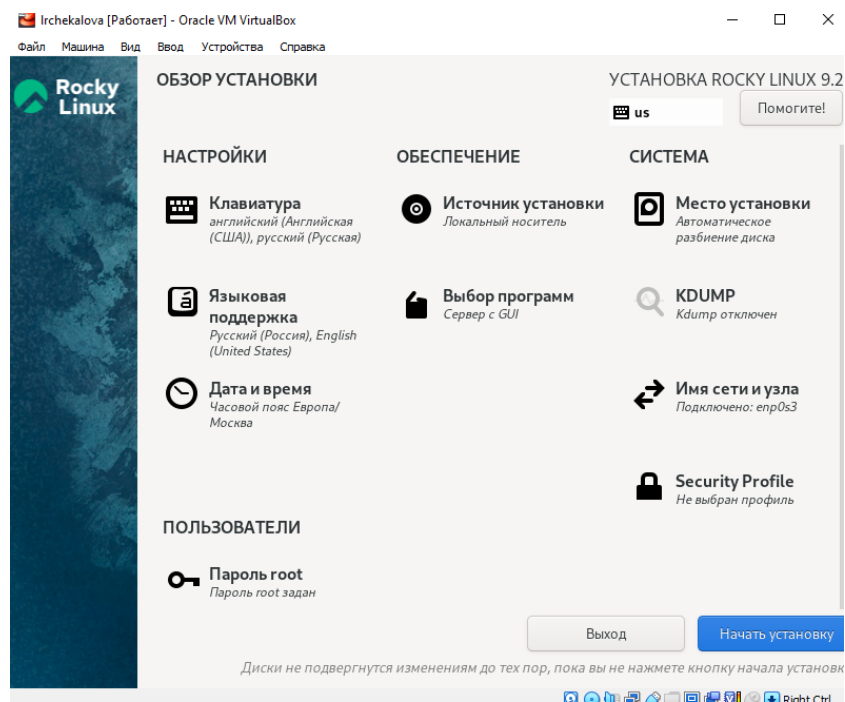 Irchekalova [Работает] - Oracle VM VirtualBox
Файл Машина Вид Ввод Устройства Справка
Rocky
Linux
ОБЗОР УСТАНОВКИ
УСТАНОВКА ROCKY LINUX 9.2
us
Помогите!
НАСТРОЙКИ
Клавиатура
английский (Английская
(США)), русский (Русская)
Языковая
поддержка
Русский (Россия), English
(United States)
Дата и время
Часовой пояс Европа/
Москва
ОБЕСПЕЧЕНИЕ
Источник установки
Локальный носитель
Выбор программ
Сервер с GUI
СИСТЕМА
Место установки
Автоматическое
разбиение диска
KDUMP
Kdump отключен
Имя сети и узла
Подключено: enp0s3
Security Profile
Не выбран профиль
ПОЛЬЗОВАТЕЛИ
Пароль root
Пароль root задан
Выход
Начать установку
Диски не подвергнутся изменениям до тех пор, пока вы не нажмете кнопку начала установк
Right Ctrl